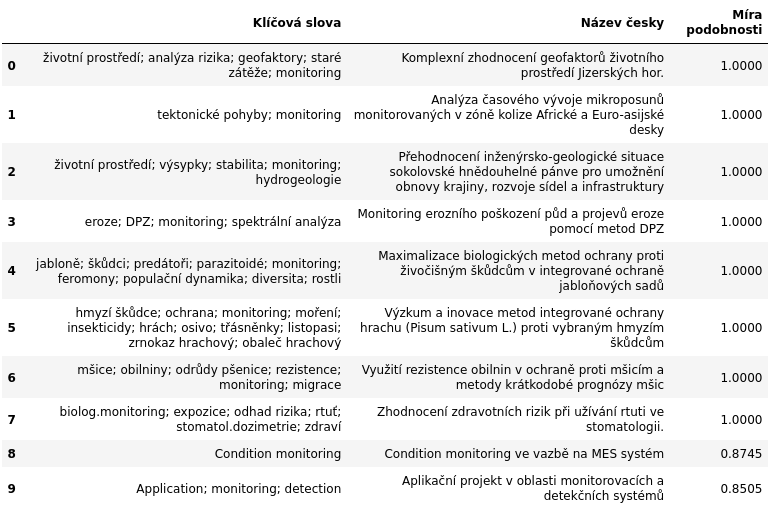 Klíčová slova Název česky Míra podobnosti
0 životní prostředí; analýza rizika; geofaktory; staré zátěže; monitoring Komplexní zhodnocení geofaktorů životního prostředí Jizerských hor. 1.0000
1 tektonické pohyby; monitoring Analýza časového vývoje mikroposunů monitorovaných v zóně kolize Africké a Euro-asijské desky 1.0000
2 životní prostředí; výsypky; stabilita; monitoring; hydrogeologie Přehodnocení inženýrsko-geologické situace sokolovské hnědouhelné pánve pro umožnění obnovy krajiny, rozvoje sídel a infrastruktury 1.0000
3 eroze; DPZ; monitoring; spektrální analýza Monitoring erozního poškození půd a projevů eroze pomocí metod DPZ 1.0000
4 jabloně; škůdci; predátoři; parazitoidé; monitoring; feromony; populační dynamika; diversita; rostli Maximalizace biologických metod ochrany proti živočišným škůdcům v integrované ochraně jabloňových sadů 1.0000
5 hmyzí škůdce; ochrana; monitoring; moření; insekticidy; hrách; osivo; třásněnky; listopasi; zrnokaz hrachový; obaleč hrachový Výzkum a inovace metod integrované ochrany hrachu (Pisum sativum L.) proti vybraným hmyzím škůdcům 1.0000
6 mšice; obilniny; odrůdy pšenice; rezistence; monitoring; migrace Využití rezistence obilnin v ochraně proti mšicím a metody krátkodobé prognózy mšic 1.0000
7 biolog.monitoring; expozice; odhad rizika; rtuť; stomatol.dozimetrie; zdraví Zhodnocení zdravotních rizik při užívání rtuti ve stomatologii. 1.0000
8 Condition monitoring Condition monitoring ve vazbě na MES systém 0.8745
9 Application; monitoring; detection Aplikační projekt v oblasti monitorovacích a detekčních systémů 0.8505